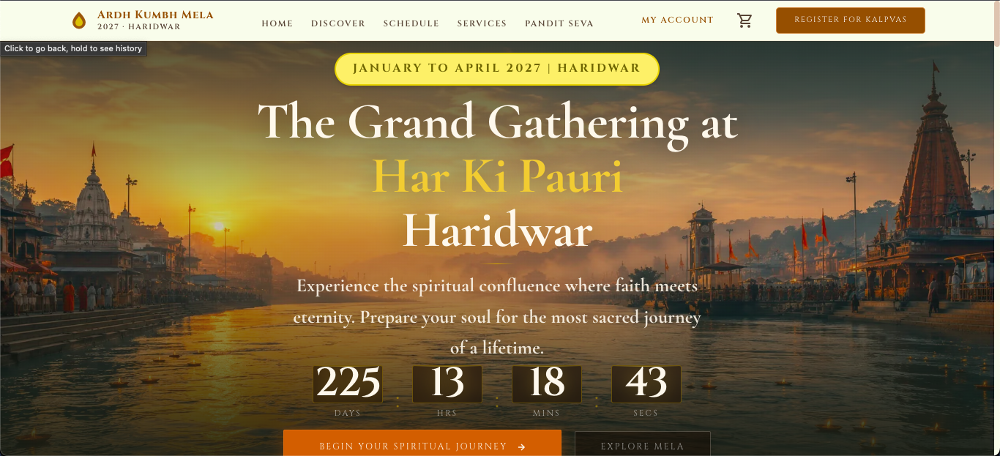 Ardh Kumbh Mela
2027 · HARIDWAR
HOME DISCOVER SCHEDULE SERVICES PANDIT SEVA
MY ACCOUNT
REGISTER FOR KALPVAS
Click to go back, hold to see history
JANUARY TO APRIL 2027 | HARIDWAR
The Grand Gathering at
Har Ki Pauri
Haridwar
Experience the spiritual confluence where faith meets
eternity. Prepare your soul for the most sacred journey
of a lifetime.
225 : 13 : 18 : 43
DAYS HRS MINS SECS
BEGIN YOUR SPIRITUAL JOURNEY → EXPLORE MELA